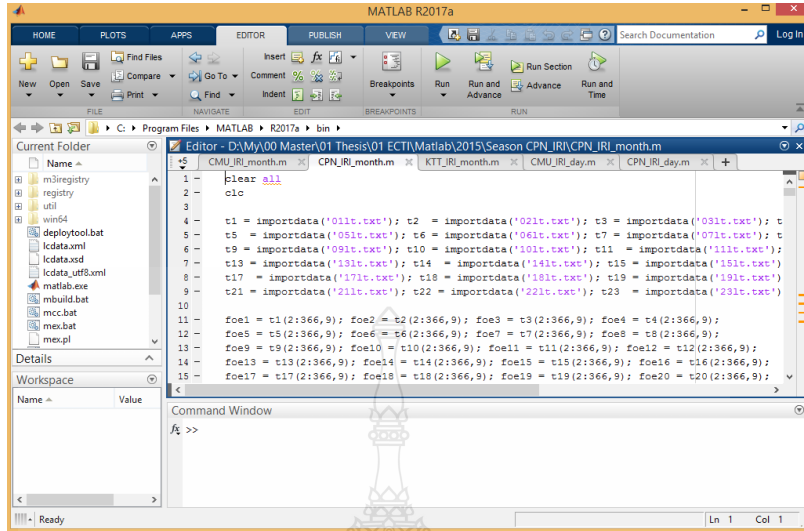 MATLAB R2017a
HOME PLOTS APPS EDITOR PUBLISH VIEW Search Documentation Log In
New Open Save Find Files Compare Print
Go To Find
Insert fx
Comment
Indent
Breakpoints Run Run and Advance Run Section Advance Run and Time
FILE NAVIGATE EDIT BREAKPOINTS RUN
C: Program Files MATLAB R2017a bin
Current Folder
Name
m3iregistry
registry
util
win64
deploytool.bat
lcdata.xml
lcdata.xsd
lcdata_utf8.xml
matlab.exe
mbuild.bat
mcc.bat
mex.bat
mex.pl
Details
Workspace
Name Value
Editor - D:\My\00 Master\01 Thesis\01 ECTI\Matlab\2015\Season CPN_IRI\CPN_IRI_month.m
+5 CMU_IRI_month.m CPN_IRI_month.m KTT_IRI_month.m CMU_IRI_day.m CPN_IRI_day.m +
1 - clear all
2 - clc
3
4 - t1 = importdata('01lt.txt'); t2 = importdata('02lt.txt'); t3 = importdata('03lt.txt'); t
5 - t5 = importdata('05lt.txt'); t6 = importdata('06lt.txt'); t7 = importdata('07lt.txt'); t
6 - t9 = importdata('09lt.txt'); t10 = importdata('10lt.txt'); t11 = importdata('11lt.txt');
7 - t13 = importdata('13lt.txt'); t14 = importdata('14lt.txt'); t15 = importdata('15lt.txt')
8 - t17 = importdata('17lt.txt'); t18 = importdata('18lt.txt'); t19 = importdata('19lt.txt')
9 - t21 = importdata('21lt.txt'); t22 = importdata('22lt.txt'); t23 = importdata('23lt.txt')
10
11 - foe1 = t1(2:366,9); foe2 = t2(2:366,9); foe3 = t3(2:366,9); foe4 = t4(2:366,9);
12 - foe5 = t5(2:366,9); foe6 = t6(2:366,9); foe7 = t7(2:366,9); foe8 = t8(2:366,9);
13 - foe9 = t9(2:366,9); foe10 = t10(2:366,9); foe11 = t11(2:366,9); foe12 = t12(2:366,9);
14 - foe13 = t13(2:366,9); foe14 = t14(2:366,9); foe15 = t15(2:366,9); foe16 = t16(2:366,9);
15 - foe17 = t17(2:366,9); foe18 = t18(2:366,9); foe19 = t19(2:366,9); foe20 = t20(2:366,9);
Command Window
fx >>
Ready Ln 1 Col 1